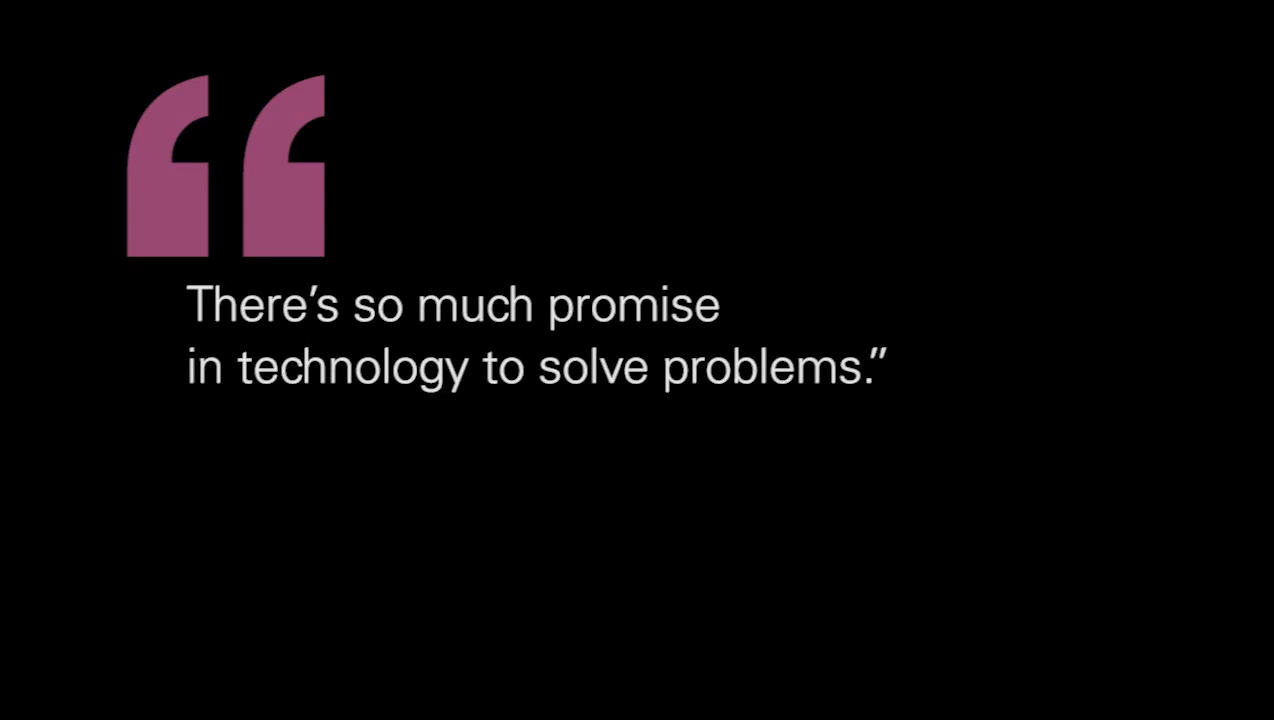 “
There’s so much promise
in technology to solve problems.”